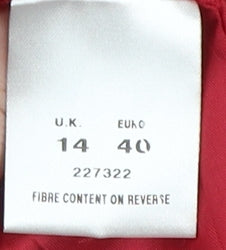 U.K. EURO
14 40
227322
FIBRE CONTENT ON REVERSE